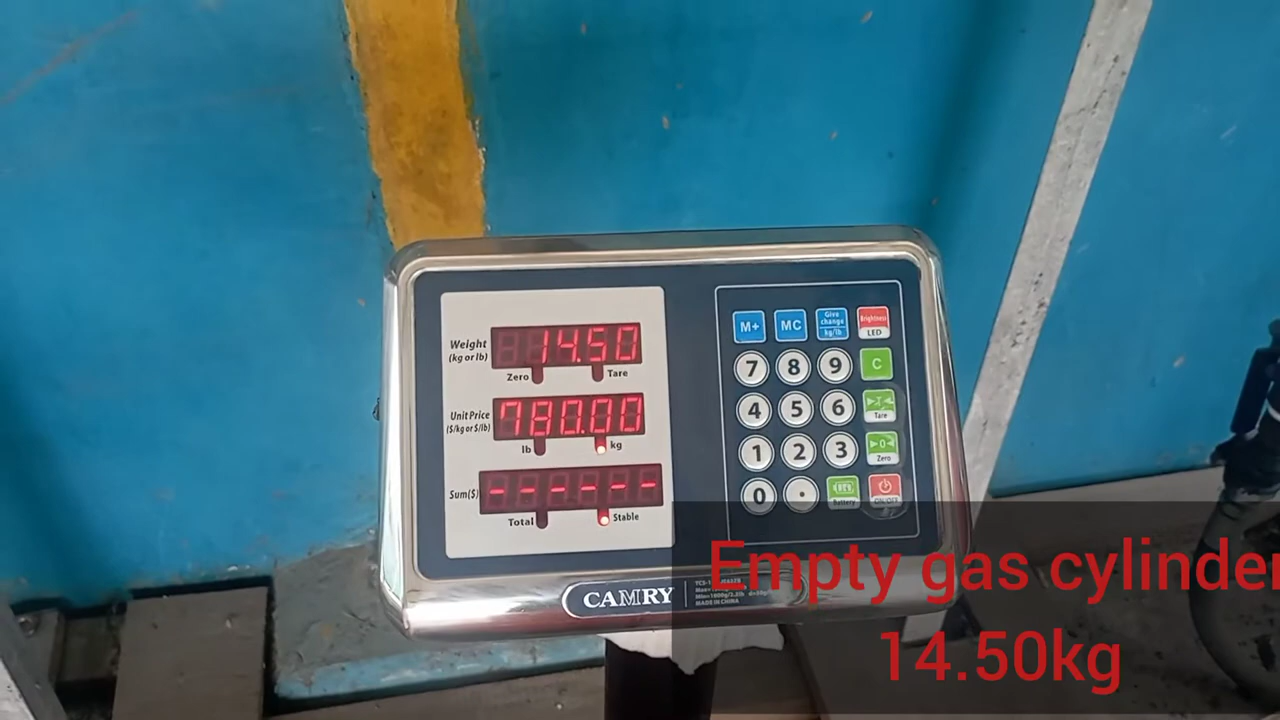 Weight
(kg or lb)
14.50
Zero
Tare
Unit Price
($/kg or $/lb)
780.00
lb
kg
Sum($)
------
Total
Stable
M+
MC
Give
change
kg/lb
Brightness
LED
7
8
9
C
4
5
6
Tare
1
2
3
Zero
0
.
Battery
ON/OFF
CAMRY
MADE IN CHINA
Empty gas cylinder
14.50kg